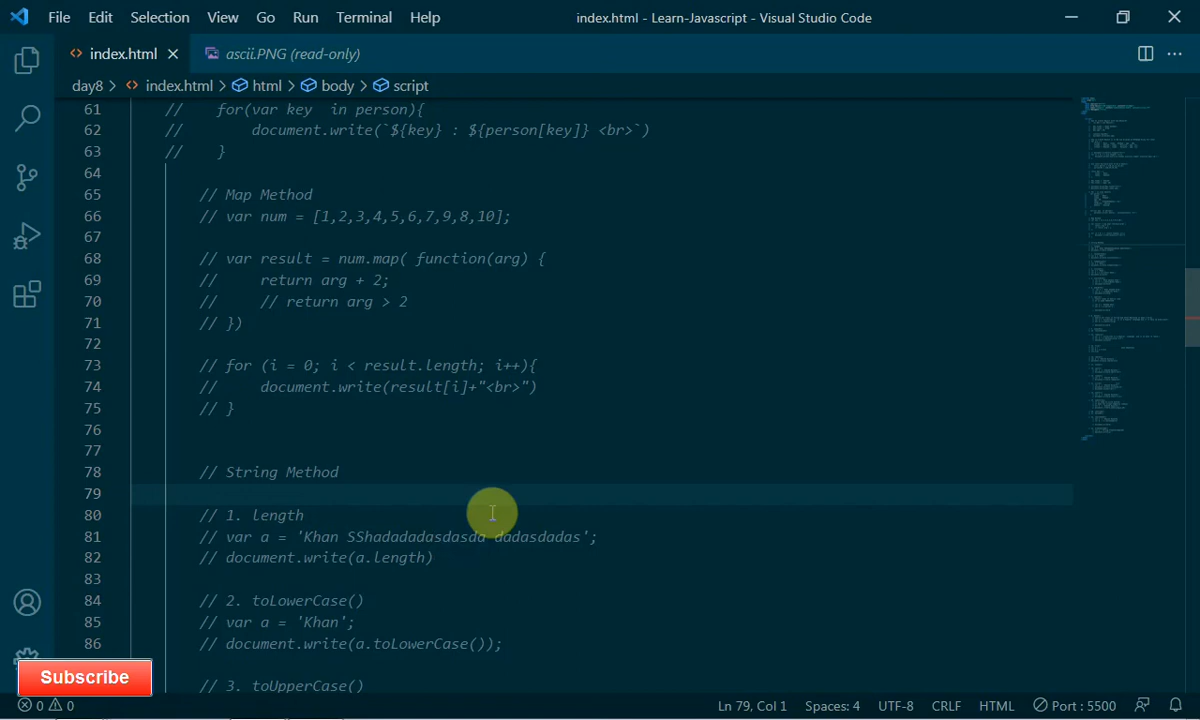 File Edit Selection View Go Run Terminal Help index.html - Learn-Javascript - Visual Studio Code
index.html ascii.PNG (read-only)
day8 > index.html > html > body > script
61 // for(var key in person){
62 // document.write(`${key} : ${person[key]} <br>`)
63 // }
64
65 // Map Method
66 // var num = [1,2,3,4,5,6,7,9,8,10];
67
68 // var result = num.map( function(arg) {
69 // return arg + 2;
70 // // return arg > 2
71 // })
72
73 // for (i = 0; i < result.length; i++){
74 // document.write(result[i]+"<br>")
75 // }
76
77
78 // String Method
79
80 // 1. length
81 // var a = 'Khan SShadadadasdasda dadasdadas';
82 // document.write(a.length)
83
84 // 2. toLowerCase()
85 // var a = 'Khan';
86 // document.write(a.toLowerCase());
// 3. toUpperCase()
Subscribe
0 0 Ln 79, Col 1 Spaces: 4 UTF-8 CRLF HTML Port : 5500